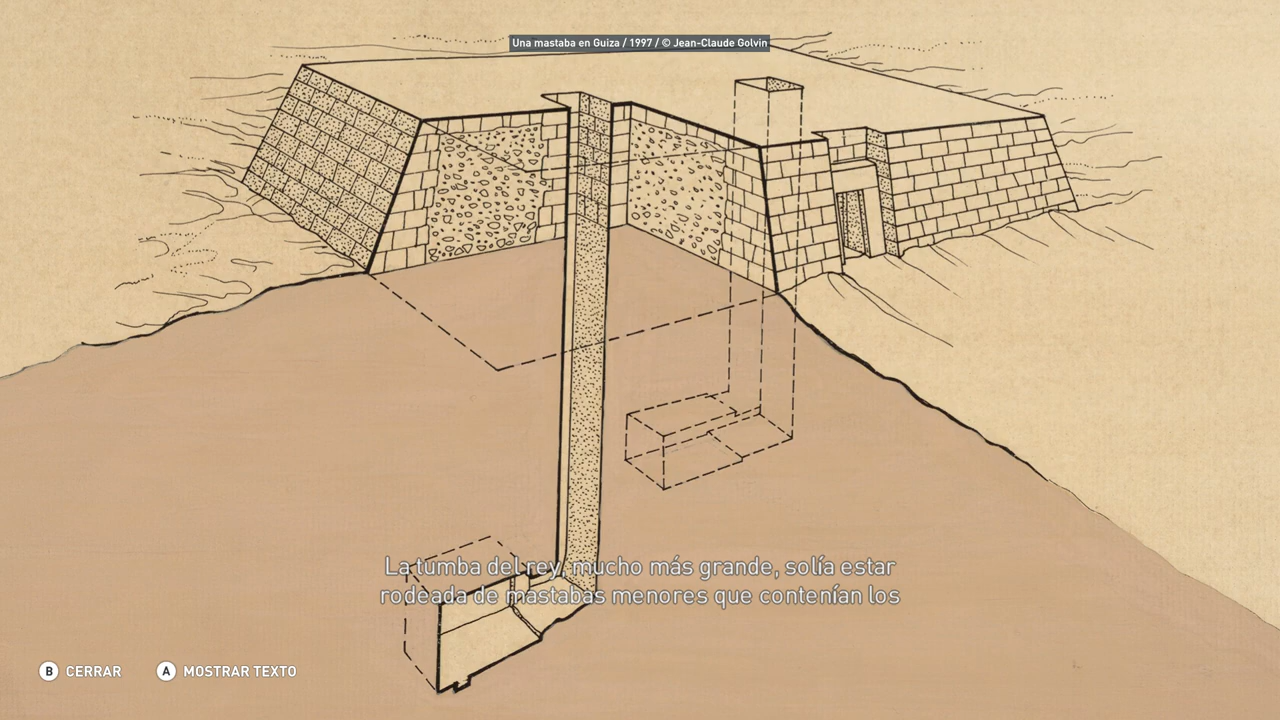 Una mastaba en Guiza / 1997 / © Jean-Claude Golvin
La tumba del rey, mucho más grande, solía estar
rodeada de mastabas menores que contenían los
B CERRAR A MOSTRAR TEXTO